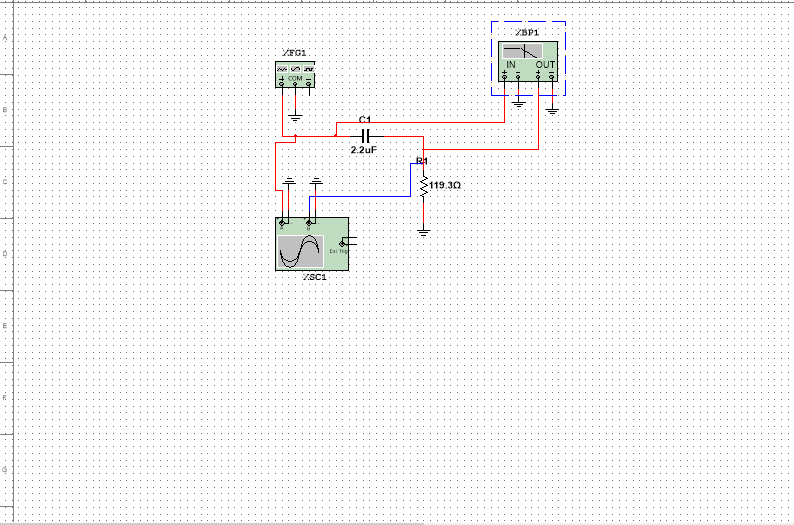 XBP1
XFG1
IN OUT
COM
C1
2.2uF
R1
119.3Ω
A B
Ext Trig
XSC1
A
B
C
D
E
F
G